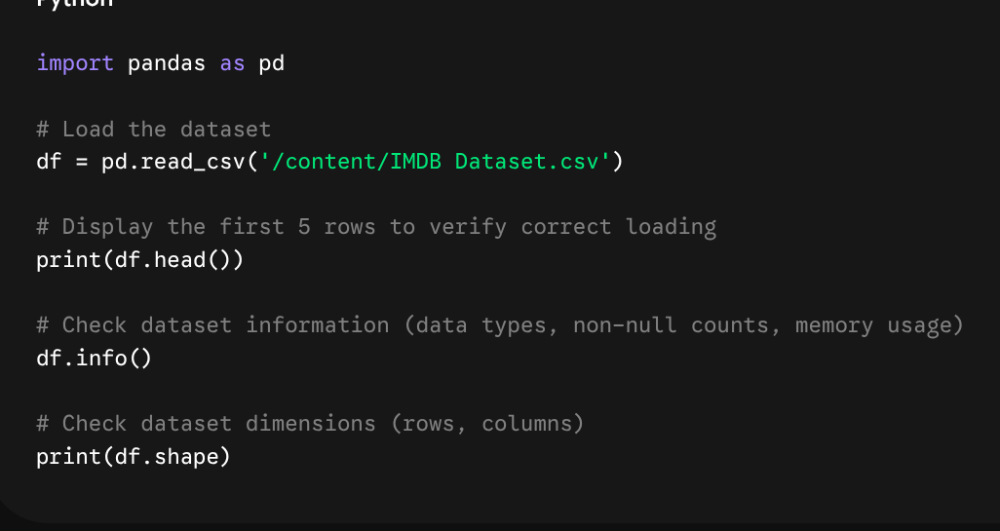 Python
import pandas as pd
# Load the dataset
df = pd.read_csv('/content/IMDB Dataset.csv')
# Display the first 5 rows to verify correct loading
print(df.head())
# Check dataset information (data types, non-null counts, memory usage)
df.info()
# Check dataset dimensions (rows, columns)
print(df.shape)